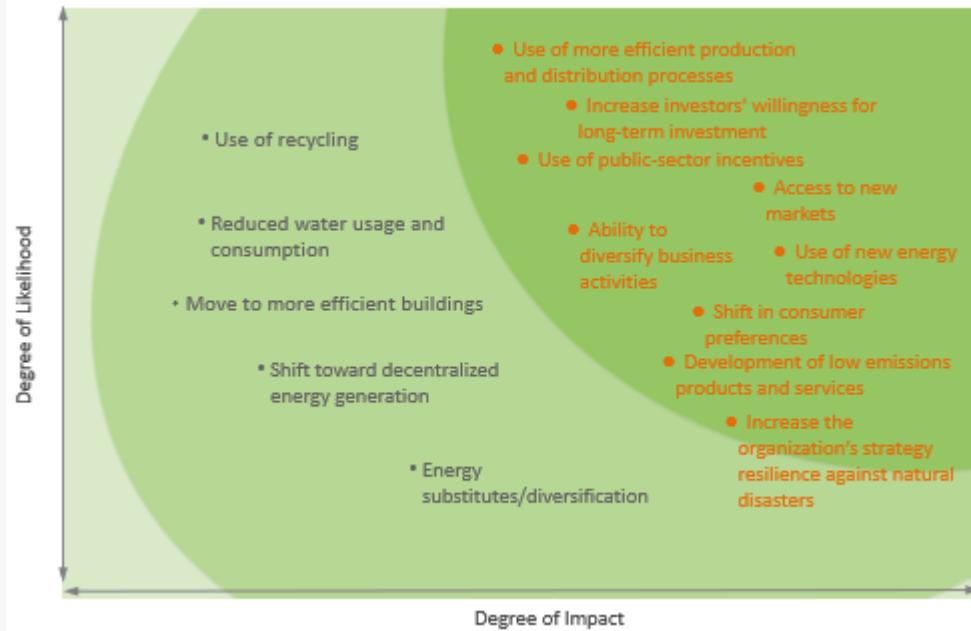 • Use of more efficient production
and distribution processes
• Increase investors' willingness for
long-term investment
• Use of recycling
• Use of public-sector incentives
• Access to new
markets
• Reduced water usage and
consumption
• Ability to
diversify business
activities
• Use of new energy
technologies
• Move to more efficient buildings
• Shift in consumer
preferences
• Shift toward decentralized
energy generation
• Development of low emissions
products and services
• Increase the
organization's strategy
resilience against natural
disasters
• Energy
substitutes/diversification
Degree of Likelihood
Degree of Impact